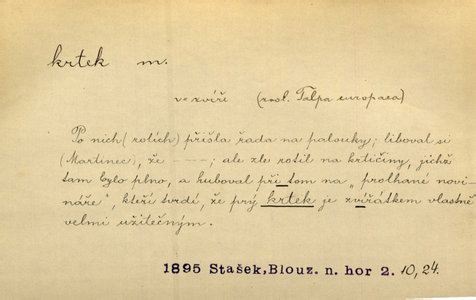 krtek m.
v= zvíře (zool. Talpa europaea)
Po nich (rolích) přišla řada na palouky; liboval si
(Martinec), že ----; ale zle rotil na krtičiny, jichž
tam bylo plno, a huboval při tom na „prolhané novi-
náře", kteří tvrdí, že prý krtek je zvířátkem vlastně
velmi užitečným.
1895 Stašek, Blouz. n. hor 2. 10, 24.